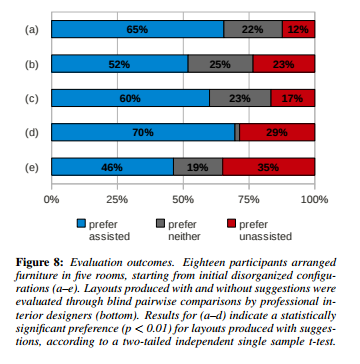 (a) 65% 22% 12%
(b) 52% 25% 23%
(c) 60% 23% 17%
(d) 70% 29%
(e) 46% 19% 35%
0% 25% 50% 75% 100%
prefer assisted prefer neither prefer unassisted
Figure 8: Evaluation outcomes. Eighteen participants arranged
furniture in five rooms, starting from initial disorganized configu-
rations (a–e). Layouts produced with and without suggestions were
evaluated through blind pairwise comparisons by professional in-
terior designers (bottom). Results for (a–d) indicate a statistically
significant preference (p < 0.01) for layouts produced with sugges-
tions, according to a two-tailed independent single sample t-test.